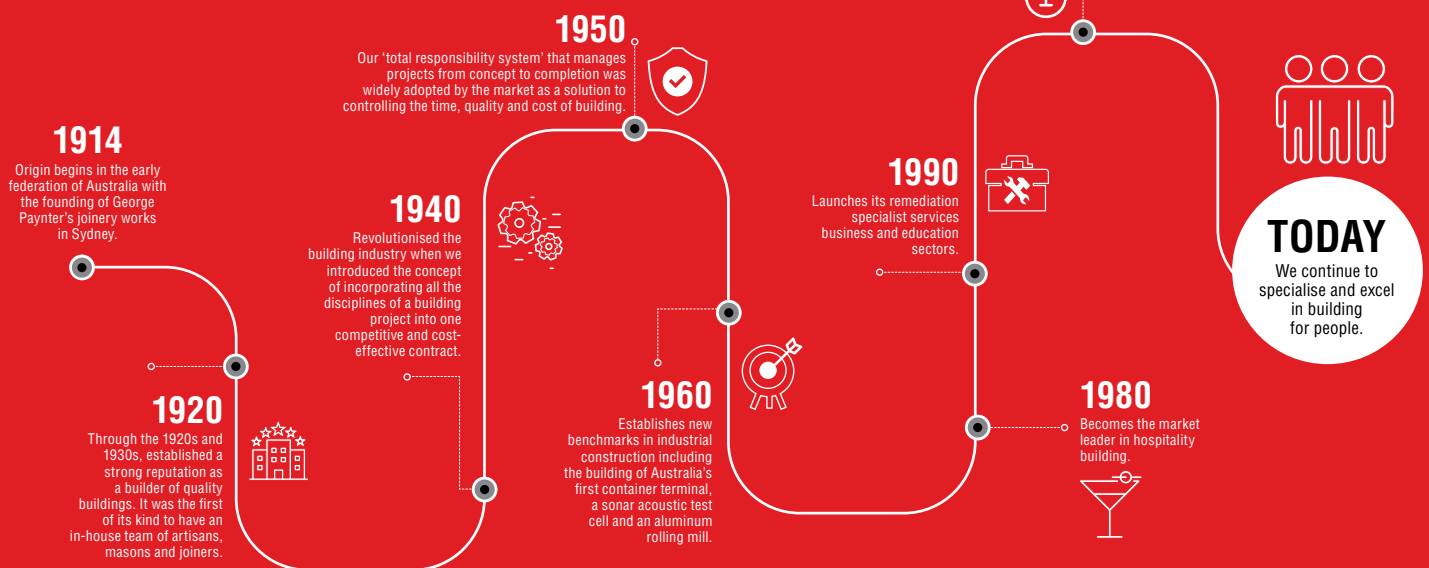 1914
Origin begins in the early
federation of Australia with
the founding of George
Paynter's joinery works
in Sydney.
1920
Through the 1920s and
1930s, established a
strong reputation as
a builder of quality
buildings. It was the first
of its kind to have an
in-house team of artisans,
masons and joiners.
1940
Revolutionised the
building industry when we
introduced the concept
of incorporating all the
disciplines of a building
project into one
competitive and cost-
effective contract.
1950
Our 'total responsibility system' that manages
projects from concept to completion was
widely adopted by the market as a solution to
controlling the time, quality and cost of building.
1960
Establishes new
benchmarks in industrial
construction including
the building of Australia's
first container terminal,
a sonar acoustic test
cell and an aluminum
rolling mill.
1980
Becomes the market
leader in hospitality
building.
1990
Launches its remediation
specialist services
business and education
sectors.
TODAY
We continue to
specialise and excel
in building
for people.